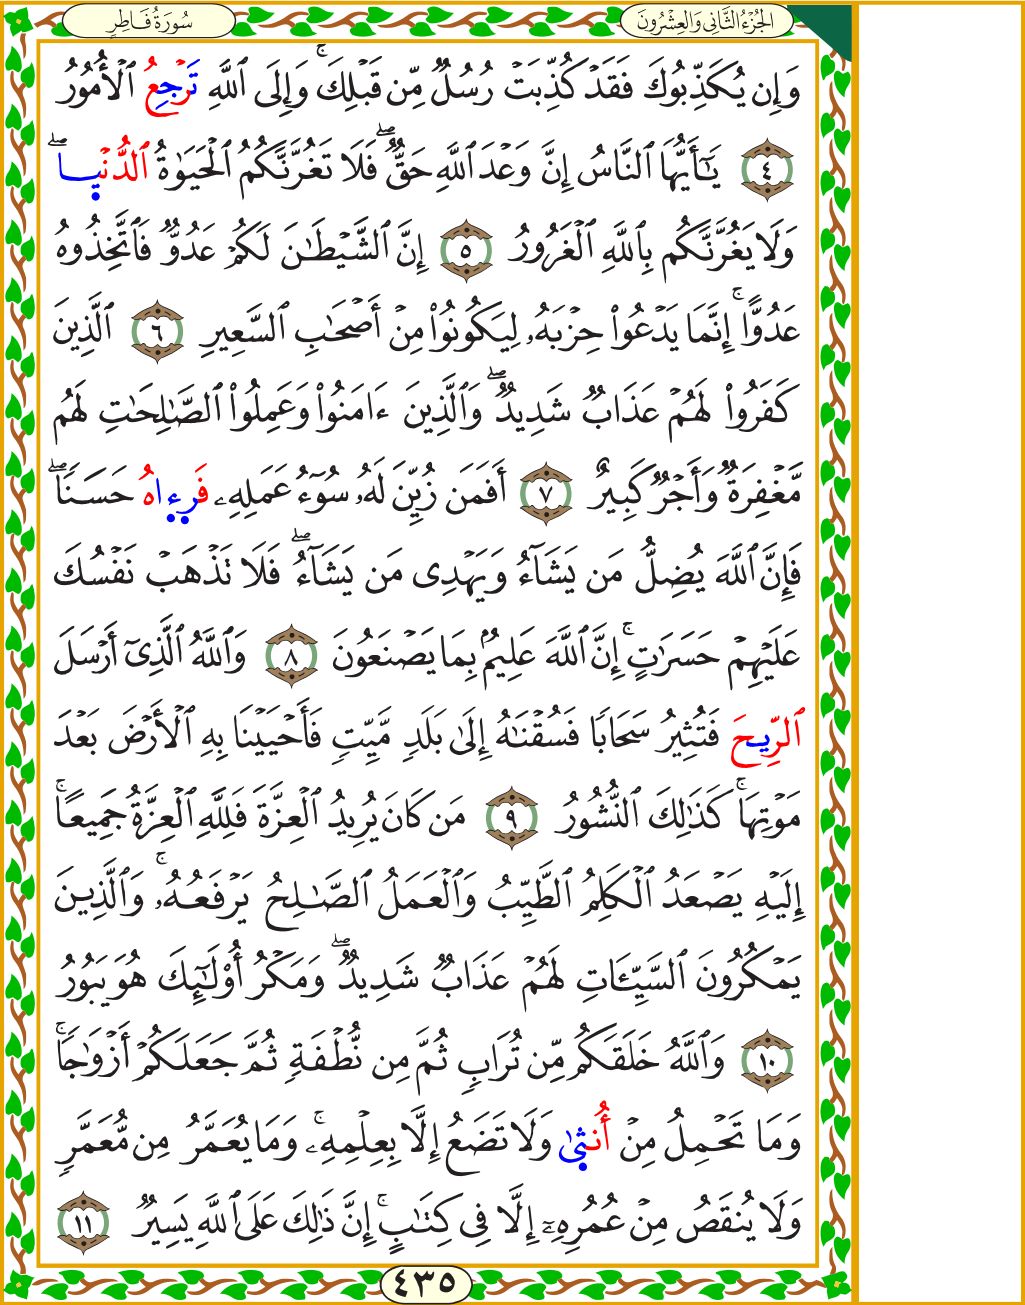 الجُزْءُ الثَّانِي وَالعِشْرُونَ
سُورَةُ فَاطِرٍ
وَإِن يُكَذِّبُوكَ فَقَدْ كُذِّبَتْ رُسُلٌ مِّن قَبْلِكَۚ وَإِلَى ٱللَّهِ تَرْجِعُ ٱلْأُمُورُ
٤ يَٰٓأَيُّهَا ٱلنَّاسُ إِنَّ وَعْدَ ٱللَّهِ حَقٌّۖ فَلَا تَغُرَّنَّكُمُ ٱلْحَيَوٰةُ ٱلدُّنْيٜاۖ
وَلَا يَغُرَّنَّكُم بِٱللَّهِ ٱلْغَرُورُ ٥ إِنَّ ٱلشَّيْطَٰنَ لَكُمْ عَدُوٌّ فَٱتَّخِذُوهُ
عَدُوًّاۚ إِنَّمَا يَدْعُوا۟ حِزْبَهُۥ لِيَكُونُوا۟ مِنْ أَصْحَٰبِ ٱلسَّعِيرِ ٦ ٱلَّذِينَ
كَفَرُوا۟ لَهُمْ عَذَابٌ شَدِيدٌۖ وَٱلَّذِينَ ءَامَنُوا۟ وَعَمِلُوا۟ ٱلصَّٰلِحَٰتِ لَهُم
مَّغْفِرَةٌ وَأَجْرٌ كَبِيرٌ ٧ أَفَمَن زُيِّنَ لَهُۥ سُوٓءُ عَمَلِهِۦ فَرٜءٜاهُ حَسَنًاۖ
فَإِنَّ ٱللَّهَ يُضِلُّ مَن يَشَآءُ وَيَهْدِى مَن يَشَآءُۖ فَلَا تَذْهَبْ نَفْسُكَ
عَلَيْهِمْ حَسَرَٰتٍۚ إِنَّ ٱللَّهَ عَلِيمٌۢ بِمَا يَصْنَعُونَ ٨ وَٱللَّهُ ٱلَّذِىٓ أَرْسَلَ
ٱلرِّيحَ فَتُثِيرُ سَحَابًا فَسُقْنَٰهُ إِلَىٰ بَلَدٍ مَّيِّتٍ فَأَحْيَيْنَا بِهِ ٱلْأَرْضَ بَعْدَ
مَوْتِهَاۚ كَذَٰلِكَ ٱلنُّشُورُ ٩ مَن كَانَ يُرِيدُ ٱلْعِزَّةَ فَلِلَّهِ ٱلْعِزَّةُ جَمِيعًاۚ
إِلَيْهِ يَصْعَدُ ٱلْكَلِمُ ٱلطَّيِّبُ وَٱلْعَمَلُ ٱلصَّٰلِحُ يَرْفَعُهُۥۚ وَٱلَّذِينَ
يَمْكُرُونَ ٱلسَّيِّـَٔاتِ لَهُمْ عَذَابٌ شَدِيدٌۖ وَمَكْرُ أُو۟لَٰٓئِكَ هُوَ يَبُورُ
١٠ وَٱللَّهُ خَلَقَكُم مِّن تُرَابٍ ثُمَّ مِن نُّطْفَةٍ ثُمَّ جَعَلَكُمْ أَزْوَٰجًاۚ
وَمَا تَحْمِلُ مِنْ أُنثٜىٰ وَلَا تَضَعُ إِلَّا بِعِلْمِهِۦۚ وَمَا يُعَمَّرُ مِن مُّعَمَّرٍ
وَلَا يُنقَصُ مِنْ عُمُرِهِۦٓ إِلَّا فِى كِتَٰبٍۚ إِنَّ ذَٰلِكَ عَلَى ٱللَّهِ يَسِيرٌ ١١
٤٣٥